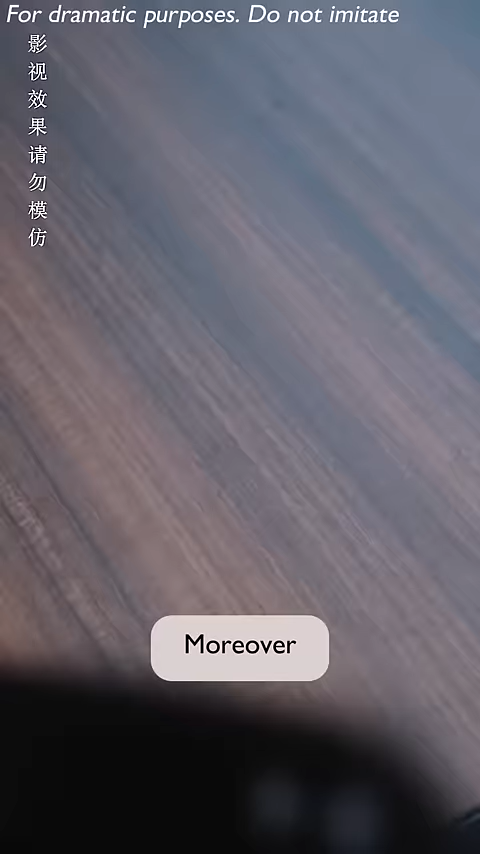 For dramatic purposes. Do not imitate
影视效果请勿模仿
Moreover